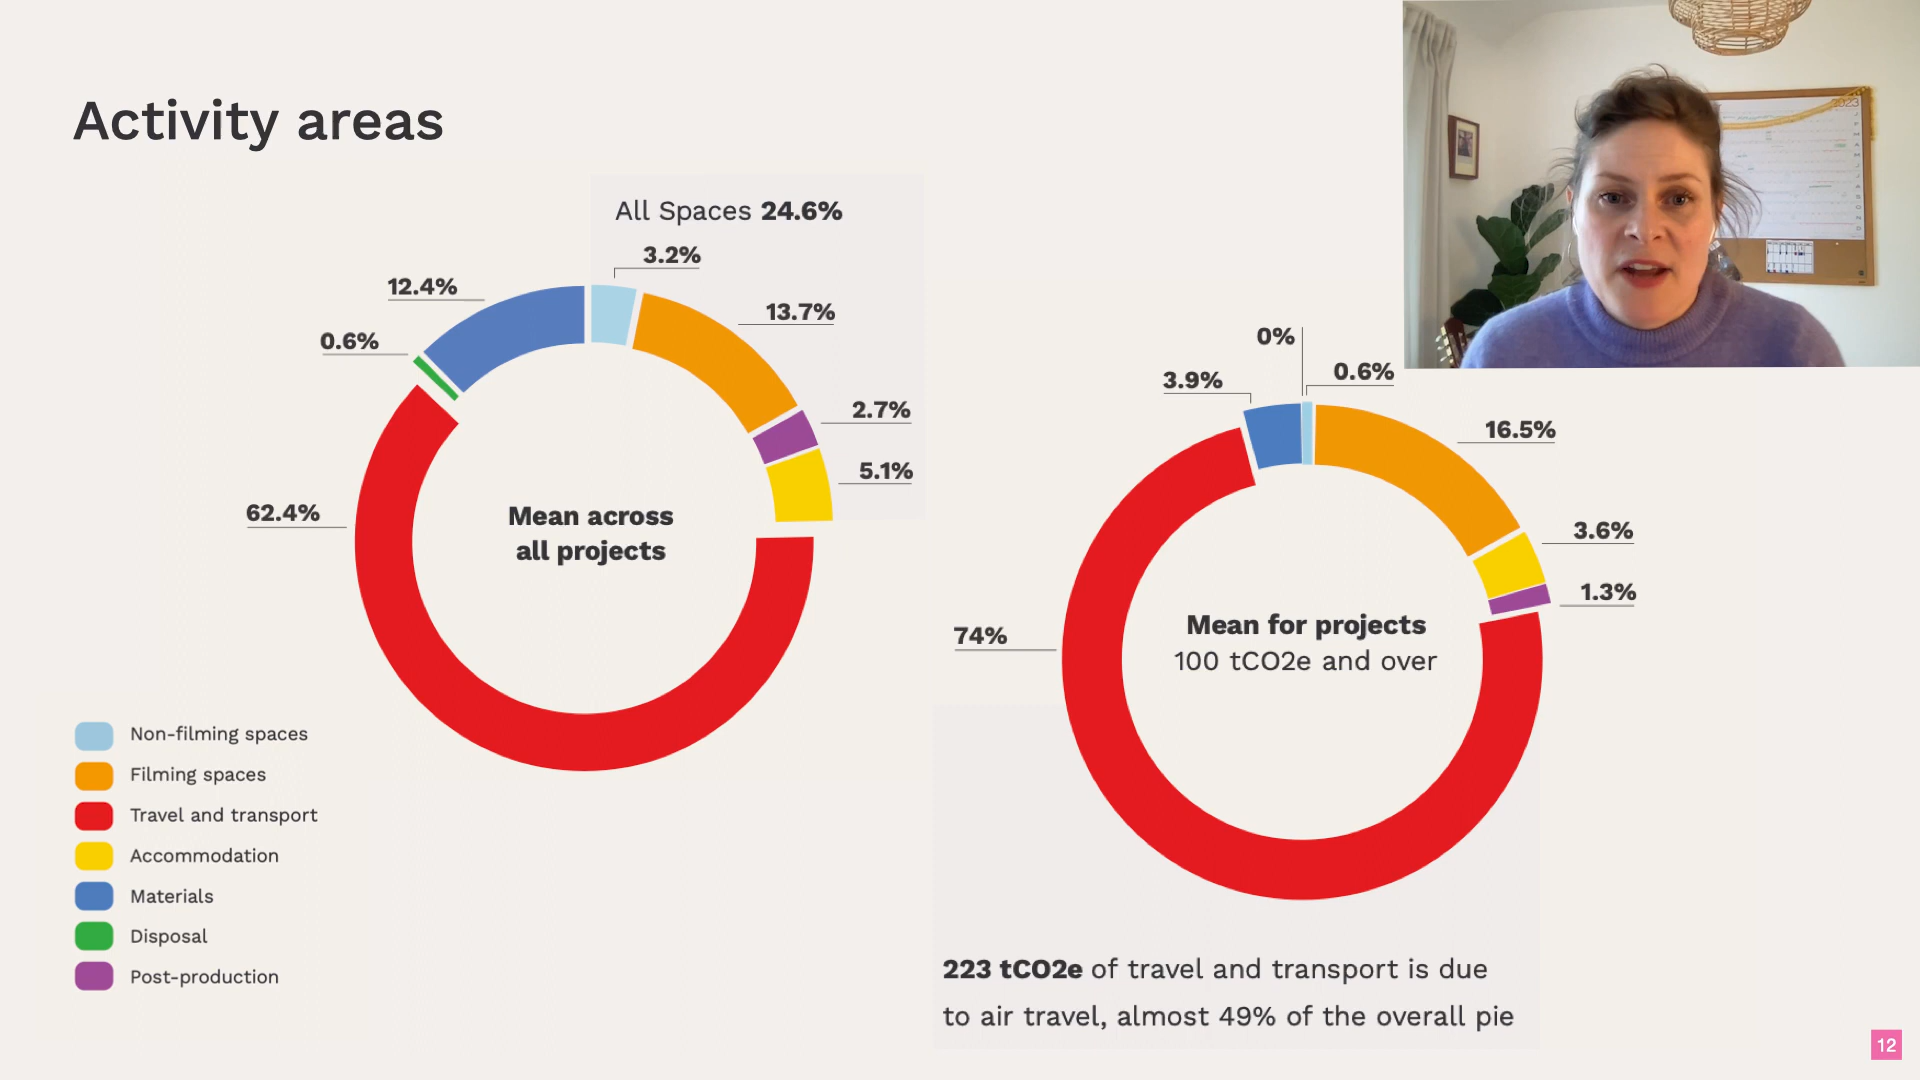 Activity areas
All Spaces 24.6%
3.2%
12.4%
13.7%
0.6%
2.7%
5.1%
62.4%
Mean across
all projects
0%
0.6%
3.9%
16.5%
3.6%
1.3%
74%
Mean for projects
100 tCO2e and over
Non-filming spaces
Filming spaces
Travel and transport
Accommodation
Materials
Disposal
Post-production
223 tCO2e of travel and transport is due
to air travel, almost 49% of the overall pie
12
2023